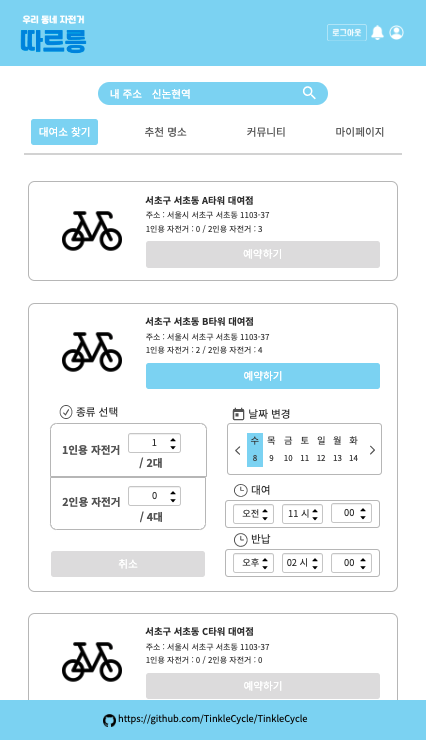 우리 동네 자전거
따르릉
로그아웃
내 주소 신논현역
대여소 찾기 추천 명소 커뮤니티 마이페이지
서초구 서초동 A타워 대여점
주소 : 서울시 서초구 서초동 1103-37
1인용 자전거 : 0 / 2인용 자전거 : 3
예약하기
서초구 서초동 B타워 대여점
주소 : 서울시 서초구 서초동 1103-37
1인용 자전거 : 2 / 2인용 자전거 : 4
예약하기
종류 선택
1인용 자전거 1
/ 2대
2인용 자전거 0
/ 4대
취소
날짜 변경
수 목 금 토 일 월 화
8 9 10 11 12 13 14
대여
오전 11 시 00
반납
오후 02 시 00
서초구 서초동 C타워 대여점
주소 : 서울시 서초구 서초동 1103-37
1인용 자전거 : 0 / 2인용 자전거 : 0
예약하기
https://github.com/TinkleCycle/TinkleCycle